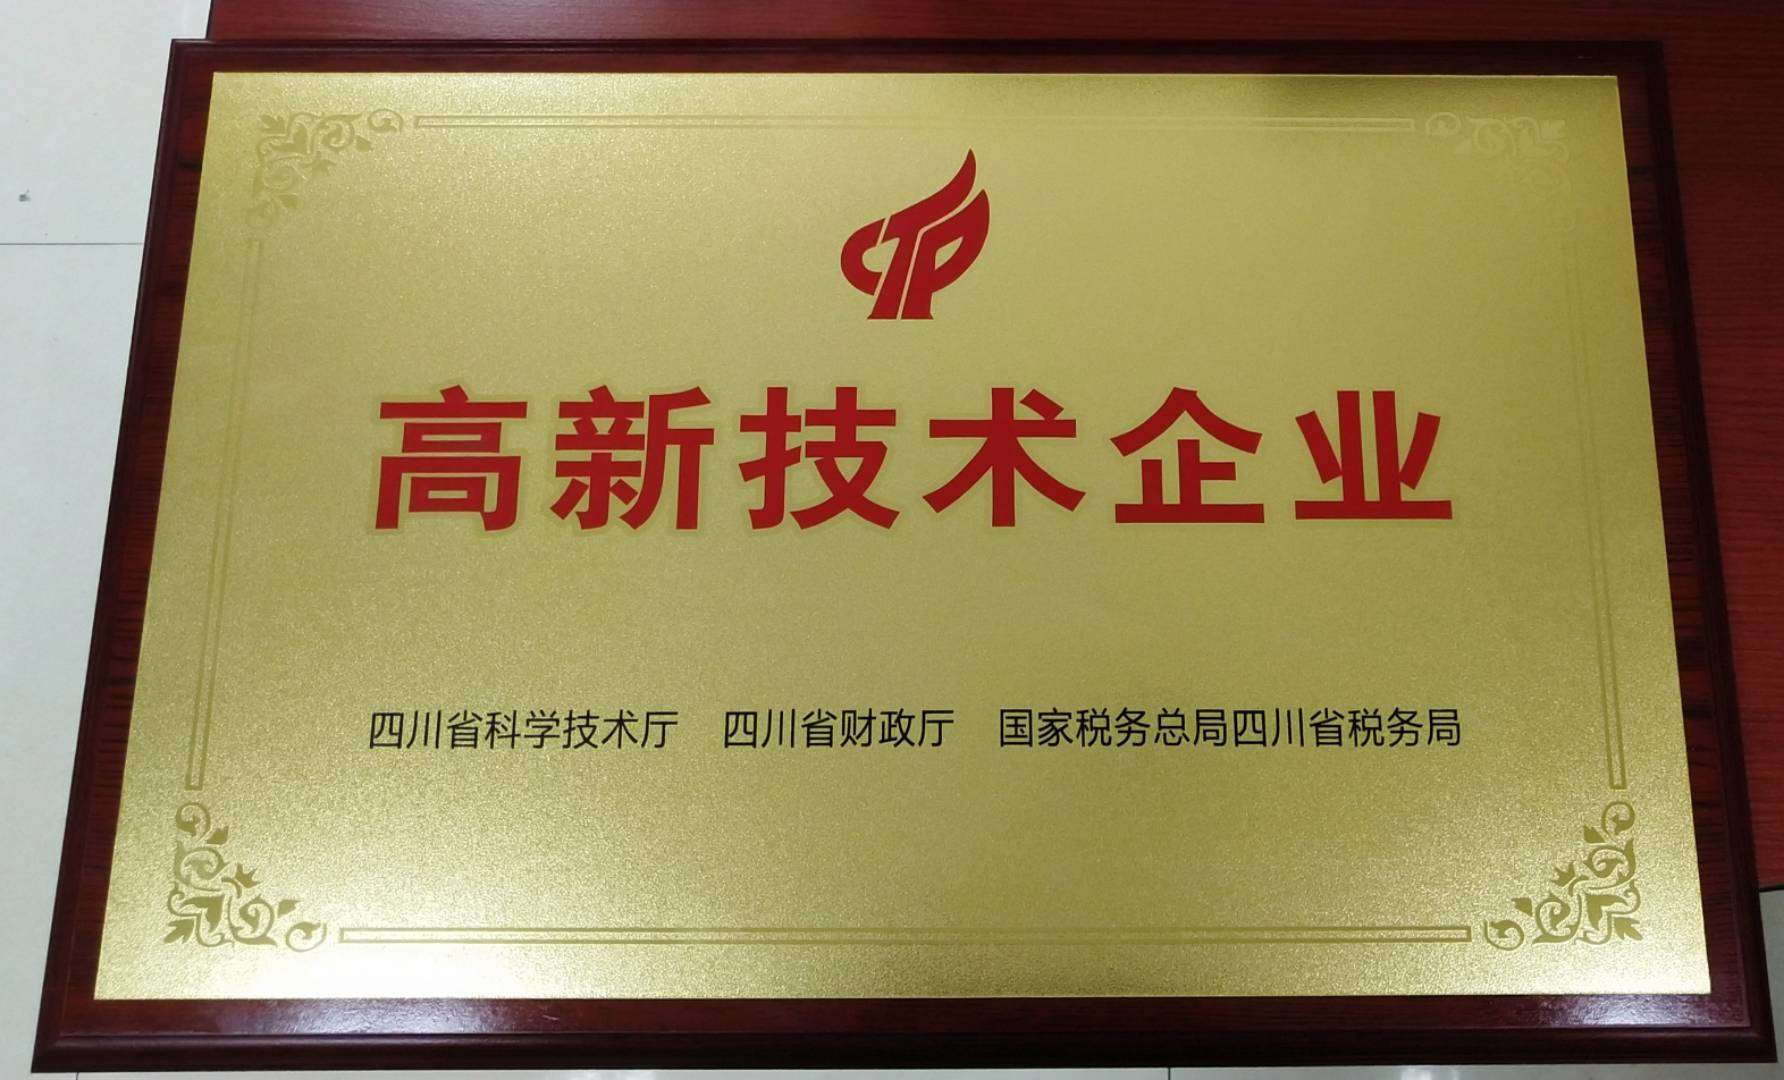 CTP
高新技术企业
四川省科学技术厅 四川省财政厅 国家税务总局四川省税务局